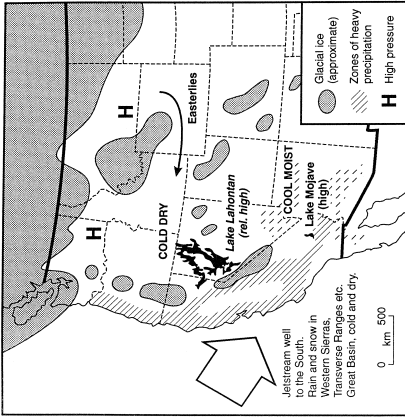 Glacial ice
(approximate)
Zones of heavy
precipitation
H High pressure
H
H
Easterlies
COLD DRY
Lake Lahontan
(rel. high)
COOL MOIST
Lake Mojave
(high)
Jetstream well
to the South.
Rain and snow in
Western Sierras,
Transverse Ranges etc.
Great Basin, cold and dry.
0 500
km